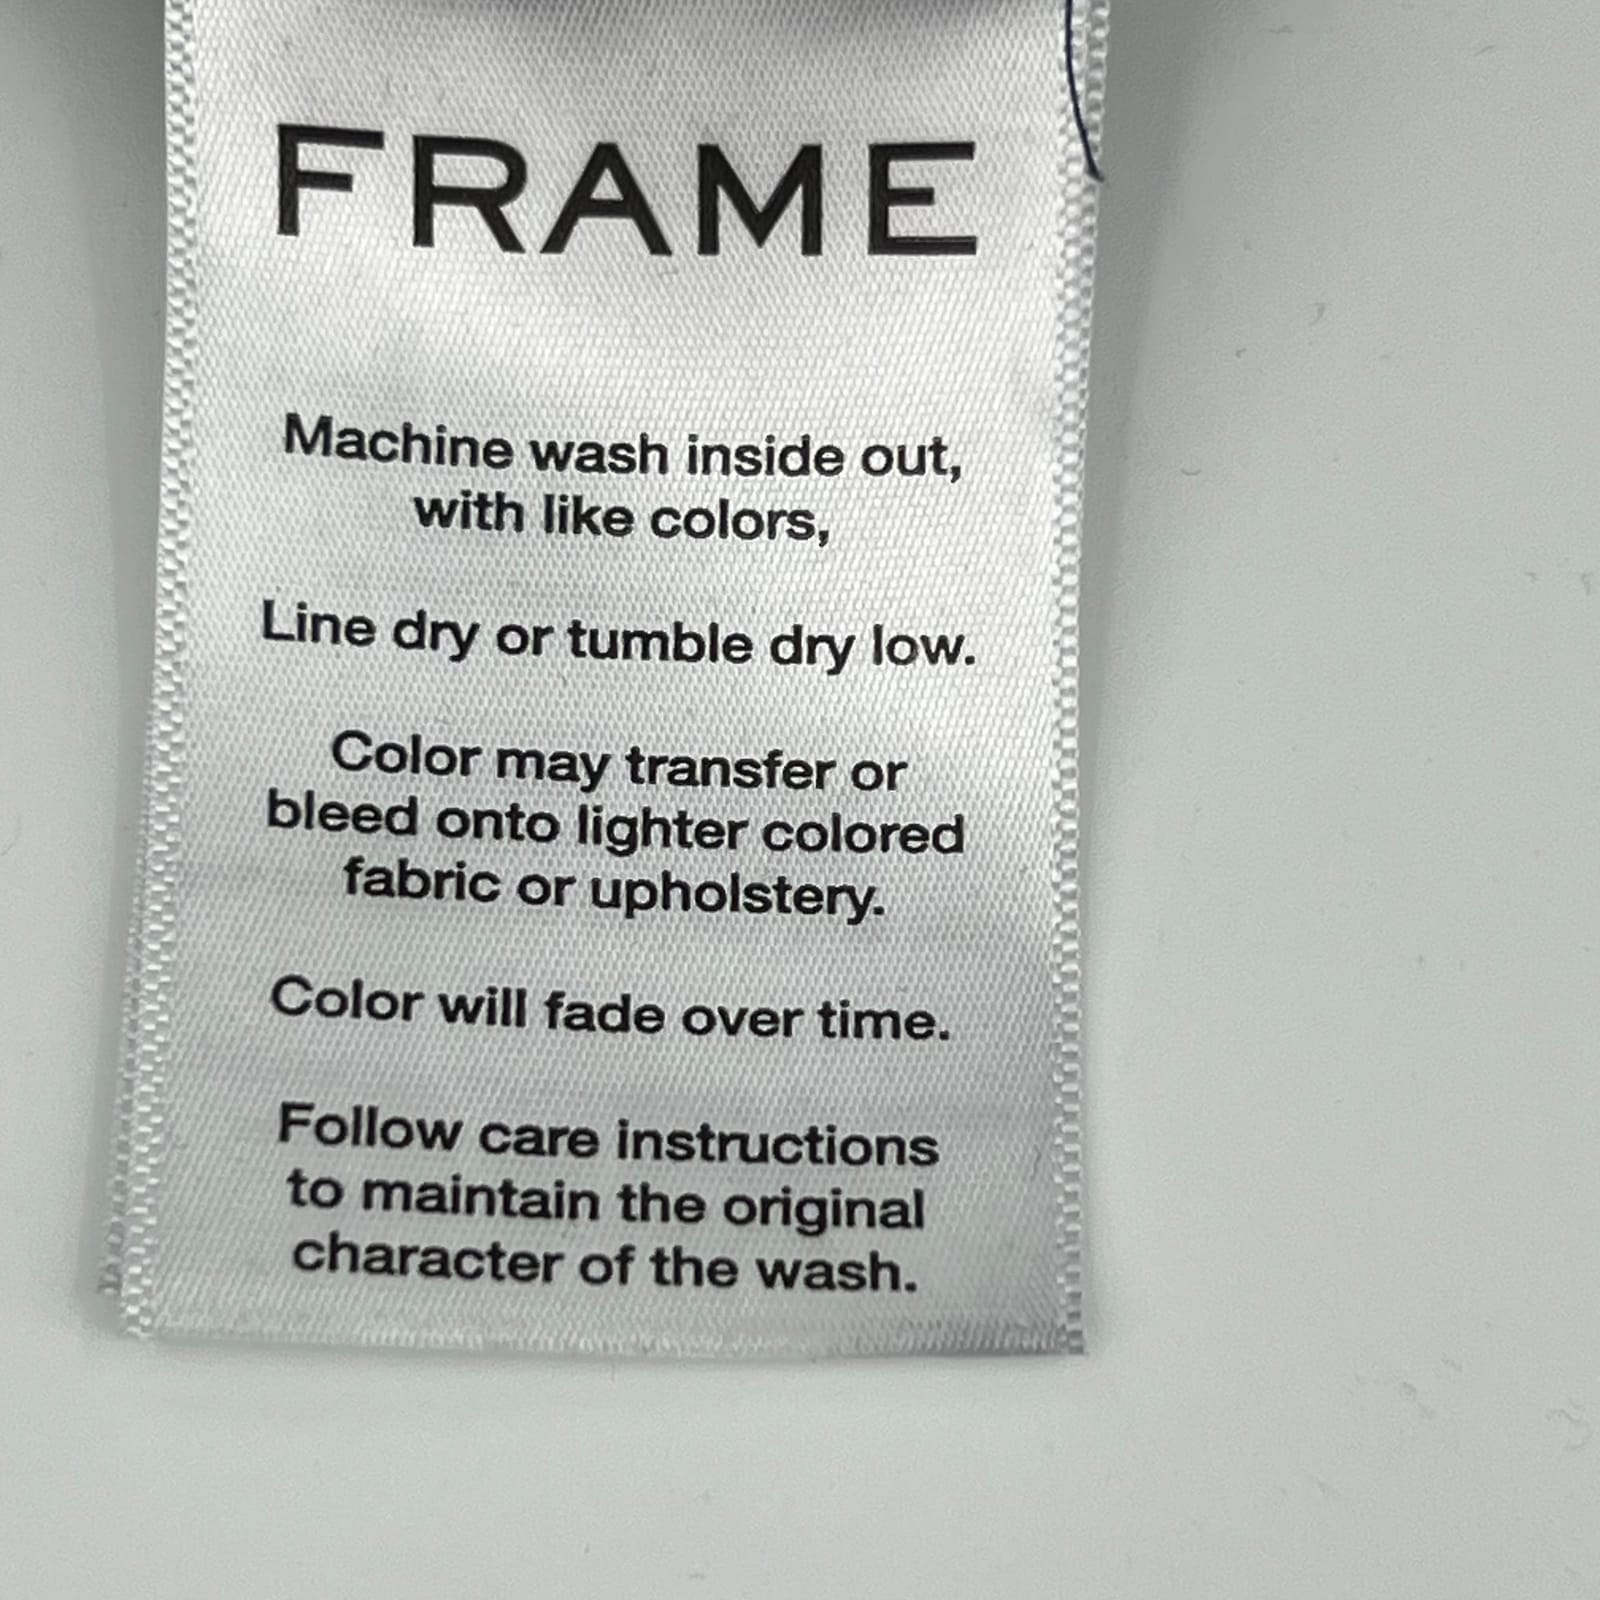 FRAME
Machine wash inside out,
with like colors,
Line dry or tumble dry low.
Color may transfer or
bleed onto lighter colored
fabric or upholstery.
Color will fade over time.
Follow care instructions
to maintain the original
character of the wash.